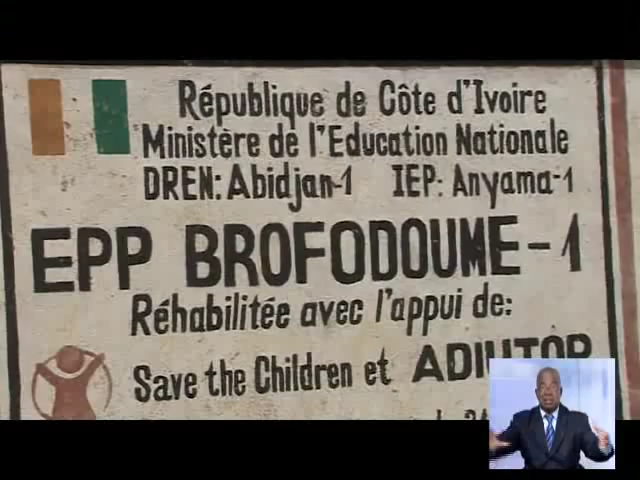 République de Côte d'Ivoire
Ministère de l'Education Nationale
DREN: Abidjan-1 IEP: Anyama-1
EPP BROFODOUME-1
Réhabilitée avec l'appui de:
Save the Children et ADIUTOR